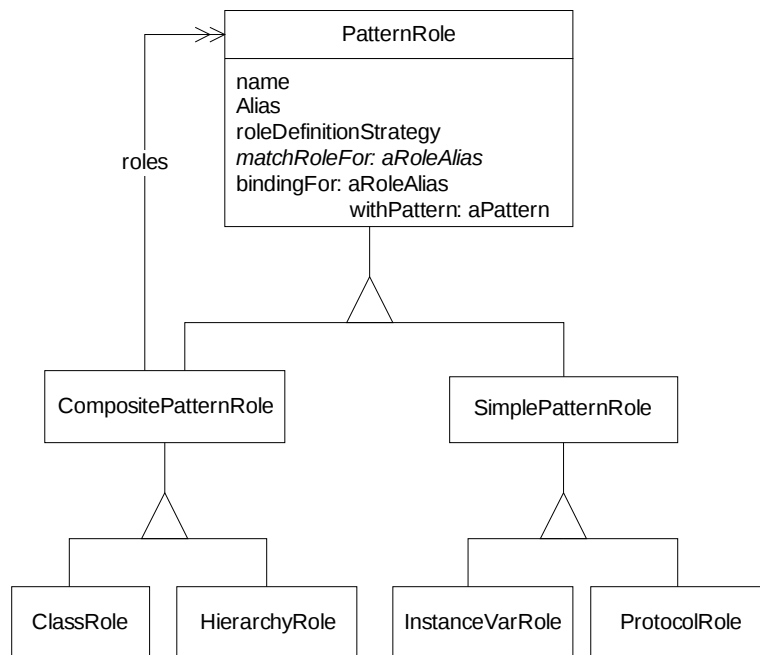 PatternRole
name
Alias
roleDefinitionStrategy
matchRoleFor: aRoleAlias
bindingFor: aRoleAlias
withPattern: aPattern
roles
CompositePatternRole
SimplePatternRole
ClassRole
HierarchyRole
InstanceVarRole
ProtocolRole